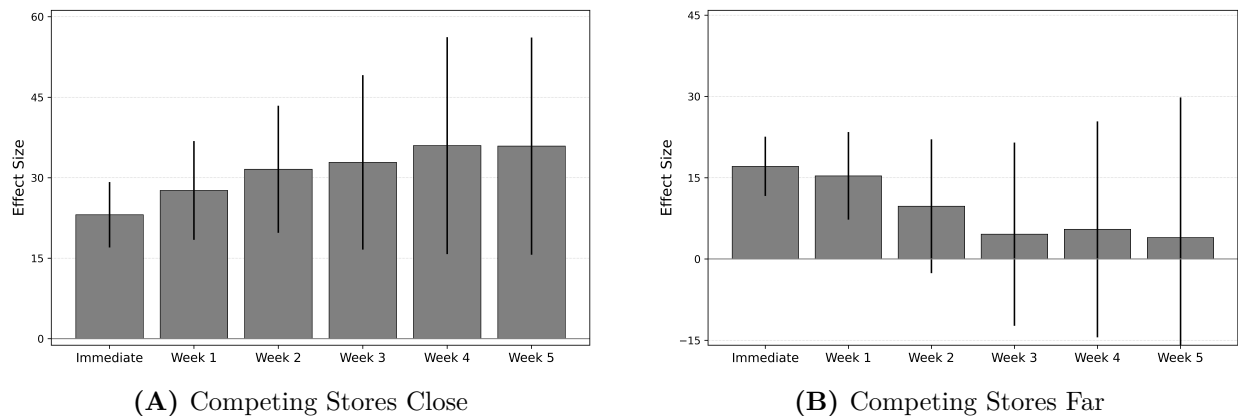 60
45
30
15
0
Effect Size
Immediate Week 1 Week 2 Week 3 Week 4 Week 5
(A) Competing Stores Close
45
30
15
0
−15
Effect Size
Immediate Week 1 Week 2 Week 3 Week 4 Week 5
(B) Competing Stores Far